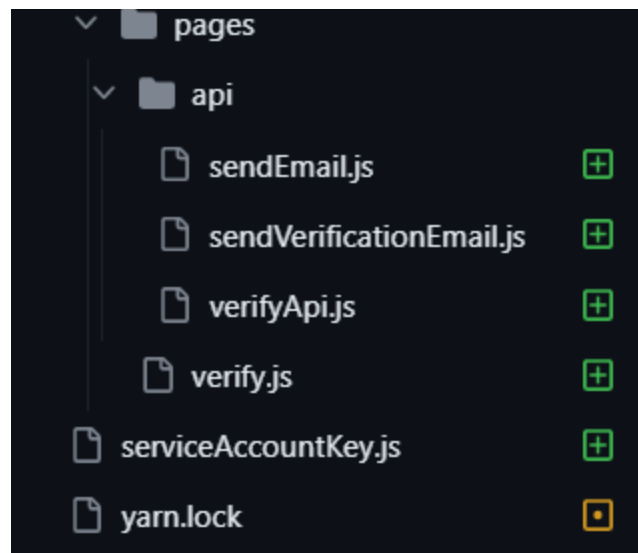 pages
api
sendEmail.js
sendVerificationEmail.js
verifyApi.js
verify.js
serviceAccountKey.js
yarn.lock